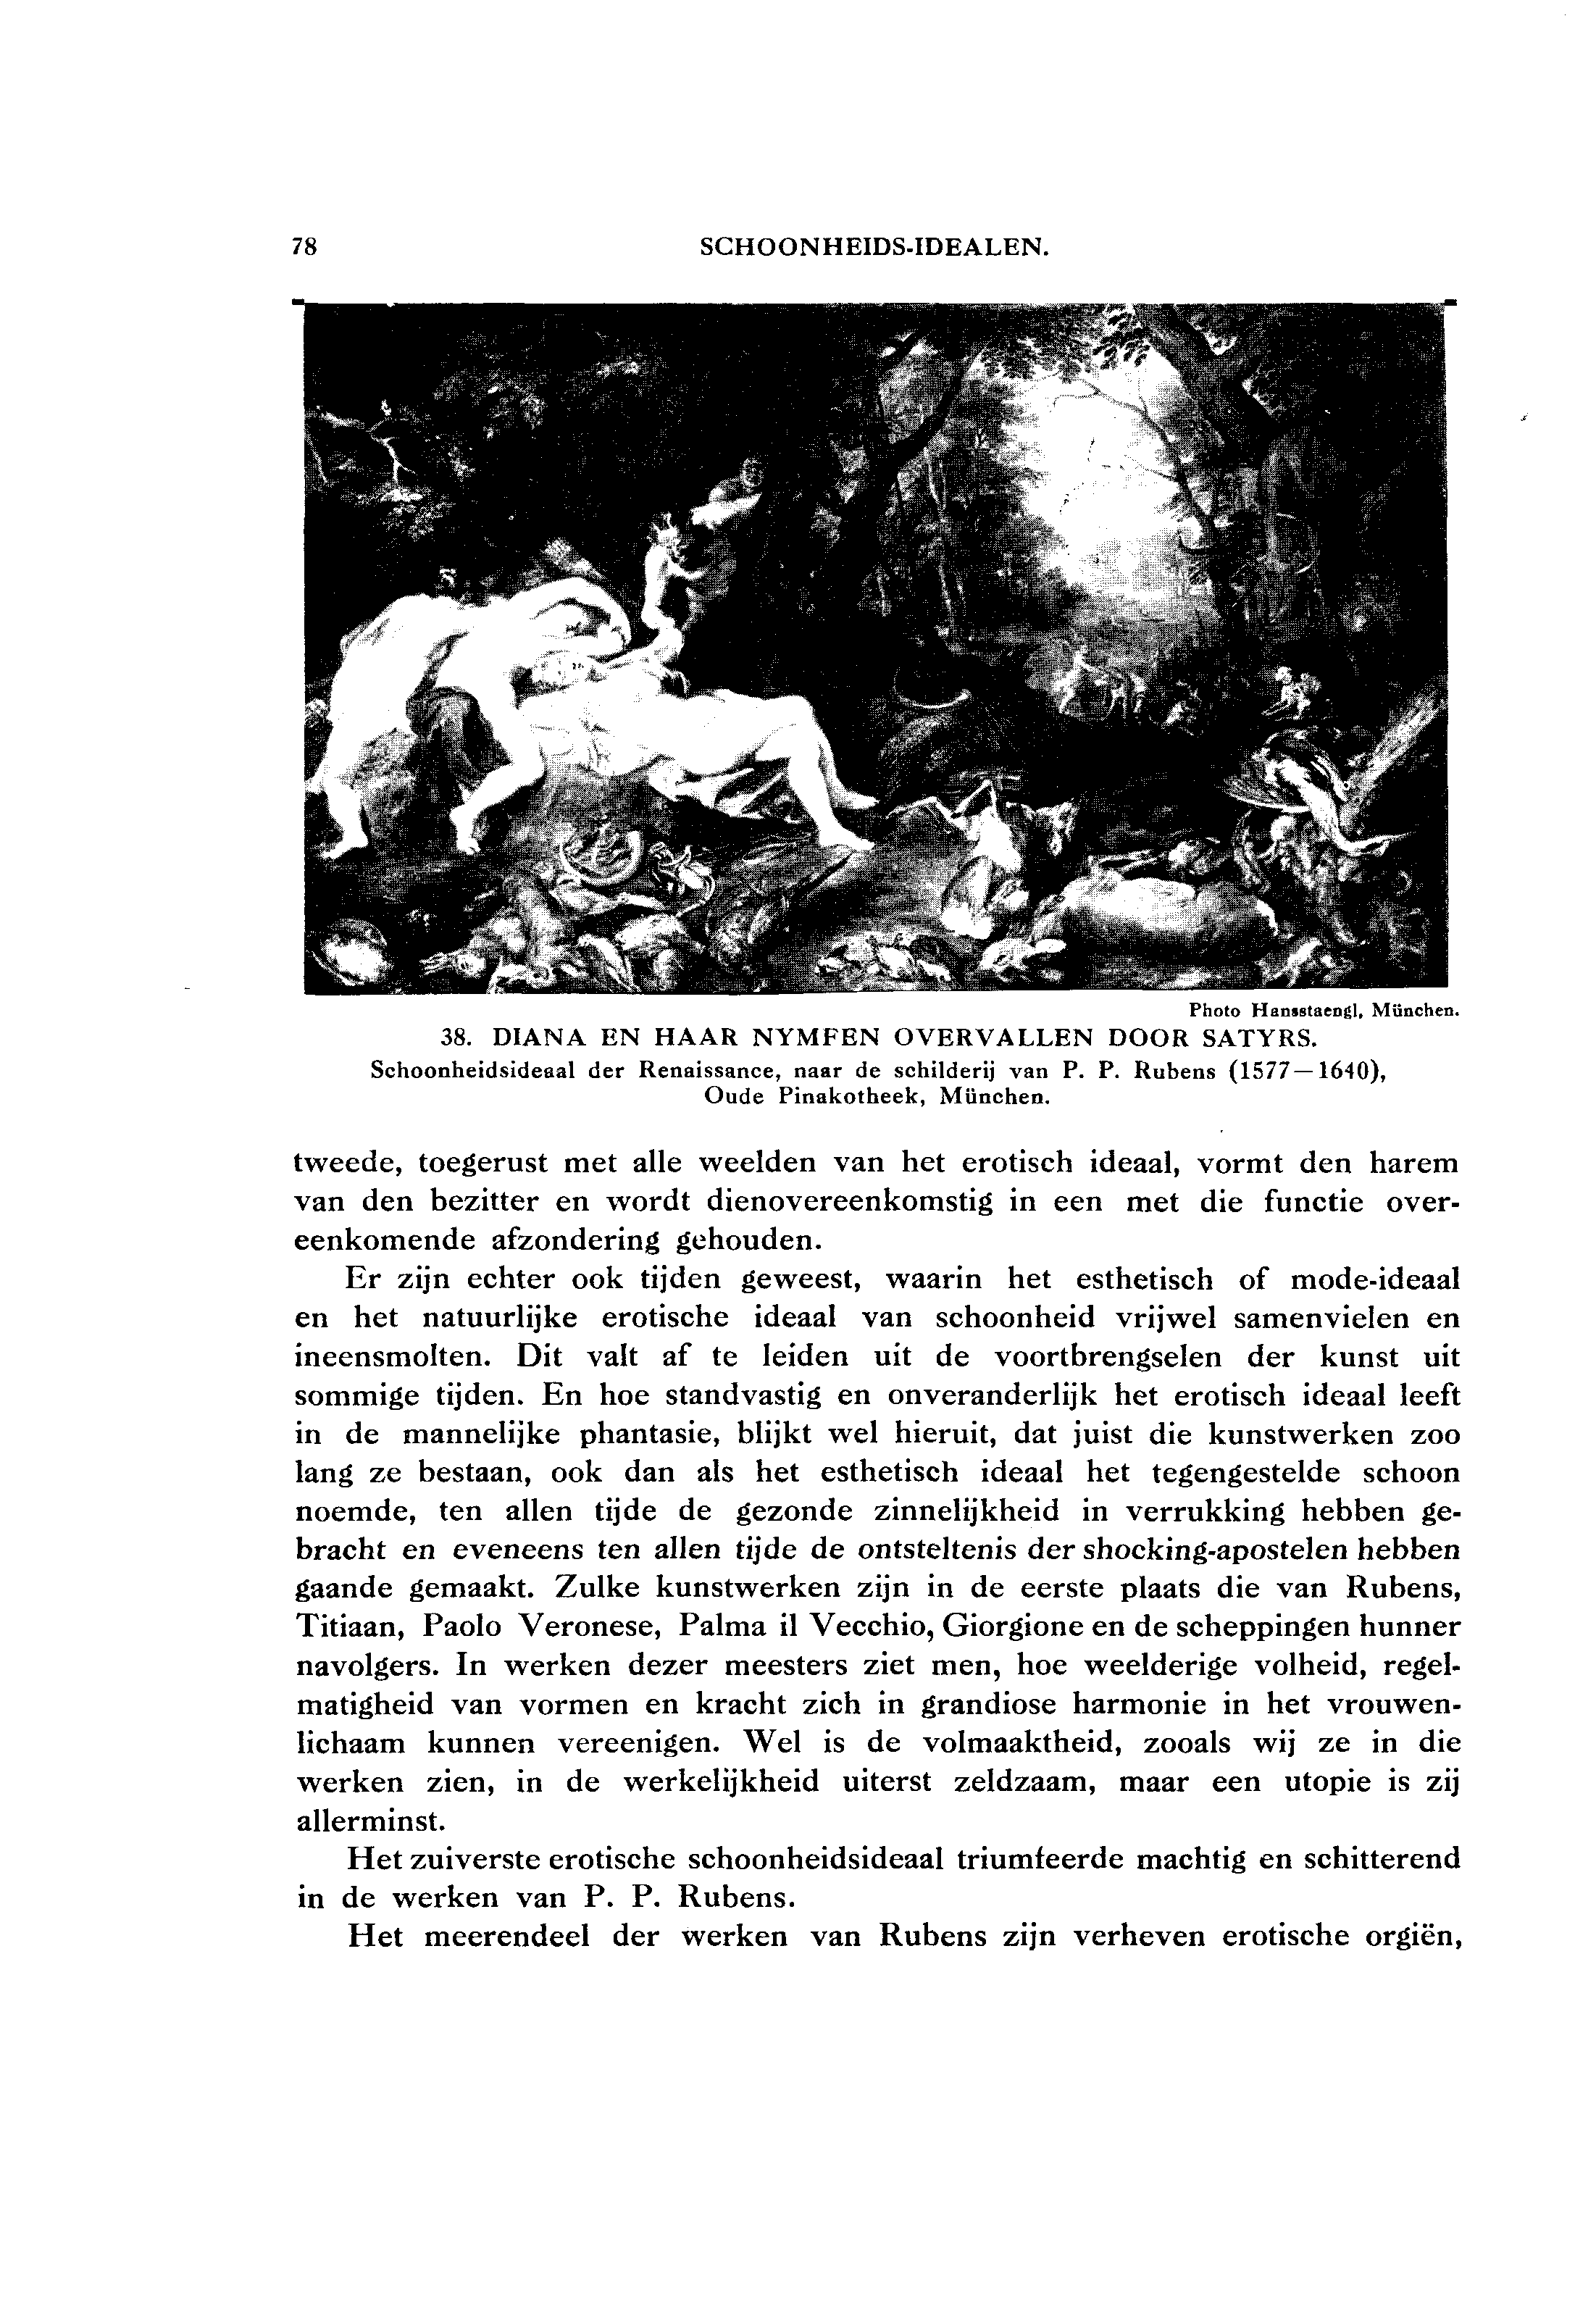 78
SCHOONHEIDS-IDEALEN.
Photo Hansstaengl, München.
38. DIANA EN HAAR NYMFEN OVERVALLEN DOOR SATYRS.
Schoonheidsideaal der Renaissance, naar de schilderij van P. P. Rubens (1577—1640),
Oude Pinakotheek, München.
tweede, toegerust met alle weelden van het erotisch ideaal, vormt den harem
van den bezitter en wordt dienovereenkomstig in een met die functie over-
eenkomende afzondering gehouden.
Er zijn echter ook tijden geweest, waarin het esthetisch of mode-ideaal
en het natuurlijke erotische ideaal van schoonheid vrijwel samenvielen en
ineensmolten. Dit valt af te leiden uit de voortbrengselen der kunst uit
sommige tijden. En hoe standvastig en onveranderlijk het erotisch ideaal leeft
in de mannelijke phantasie, blijkt wel hieruit, dat juist die kunstwerken zoo
lang ze bestaan, ook dan als het esthetisch ideaal het tegengestelde schoon
noemde, ten allen tijde de gezonde zinnelijkheid in verrukking hebben ge-
bracht en eveneens ten allen tijde de ontsteltenis der shocking-apostelen hebben
gaande gemaakt. Zulke kunstwerken zijn in de eerste plaats die van Rubens,
Titiaan, Paolo Veronese, Palma il Vecchio, Giorgione en de scheppingen hunner
navolgers. In werken dezer meesters ziet men, hoe weelderige volheid, regel-
matigheid van vormen en kracht zich in grandiose harmonie in het vrouwen-
lichaam kunnen vereenigen. Wel is de volmaaktheid, zooals wij ze in die
werken zien, in de werkelijkheid uiterst zeldzaam, maar een utopie is zij
allerminst.
Het zuiverste erotische schoonheidsideaal triumfeerde machtig en schitterend
in de werken van P. P. Rubens.
Het meerendeel der werken van Rubens zijn verheven erotische orgiën,